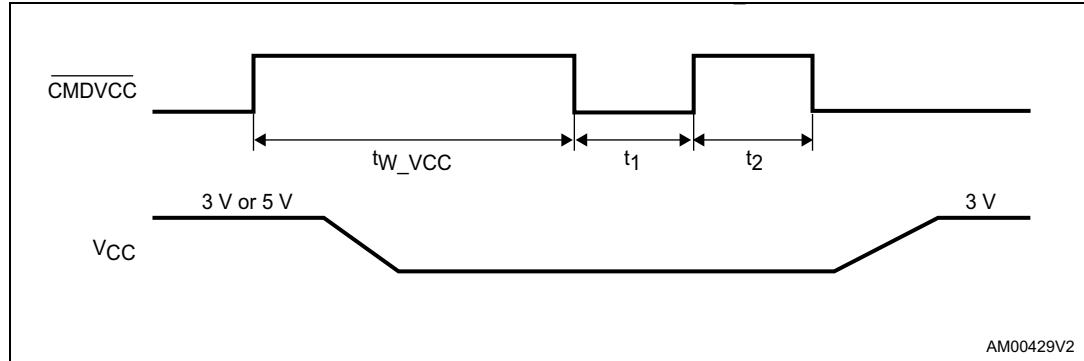 CMDVCC
tW_VCC
t1
t2
3 V or 5 V
3 V
VCC
AM00429V2